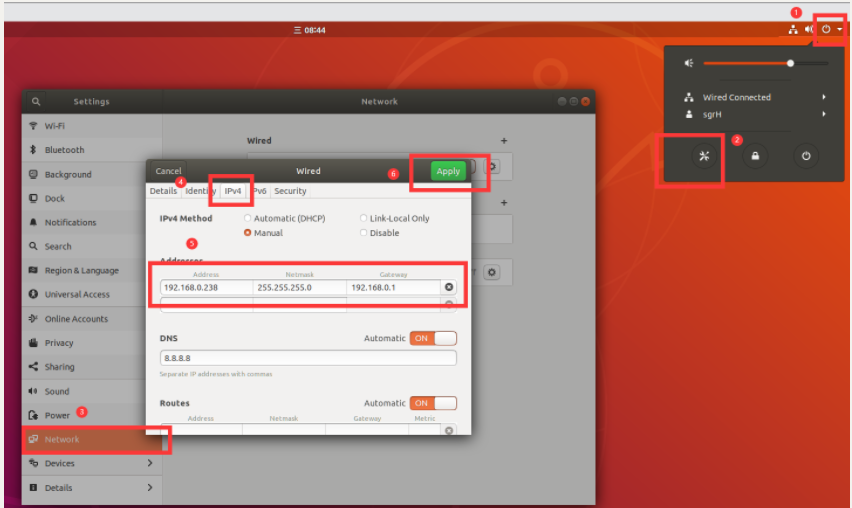 1
三 08:44
Wired Connected
sgrH
2
Settings
Network
Wi-Fi
Bluetooth
Background
Dock
Notifications
Search
Region & Language
Universal Access
Online Accounts
Privacy
Sharing
Sound
Power 3
Network
Devices
Details
Wired
Cancel
Wired
6
Apply
4
Details Identity IPv4 IPv6 Security
IPv4 Method
Automatic (DHCP)
Link-Local Only
Manual
Disable
5
Addresses
Address Netmask Gateway
192.168.0.238 255.255.255.0 192.168.0.1
DNS
Automatic ON
8.8.8.8
Separate IP addresses with commas
Routes
Automatic ON
Address Netmask Gateway Metric